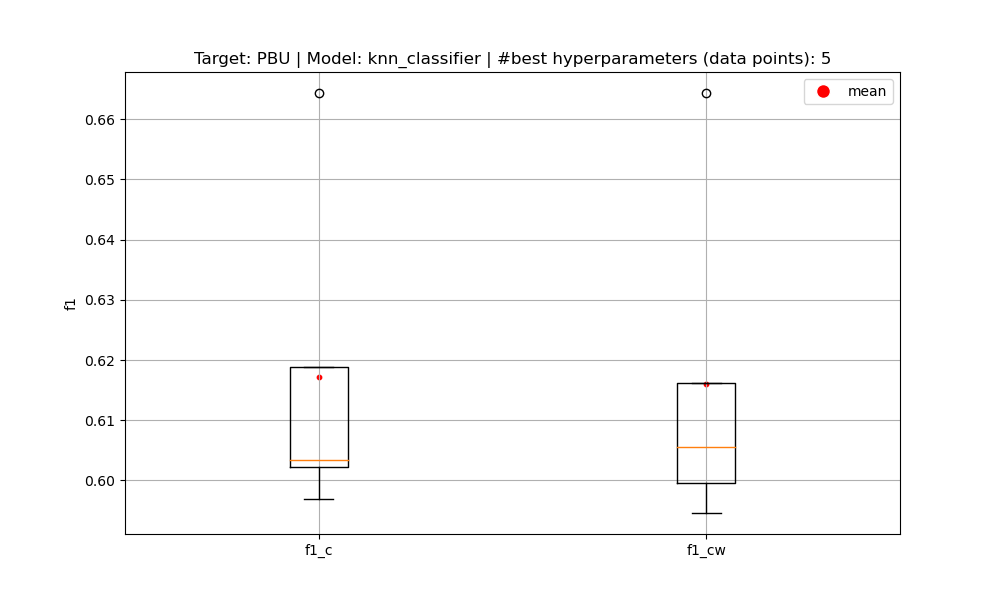 Target: PBU | Model: knn_classifier | #best hyperparameters (data points): 5
mean
0.66
0.65
0.64
0.63
0.62
0.61
0.60
f1
f1_c
f1_cw